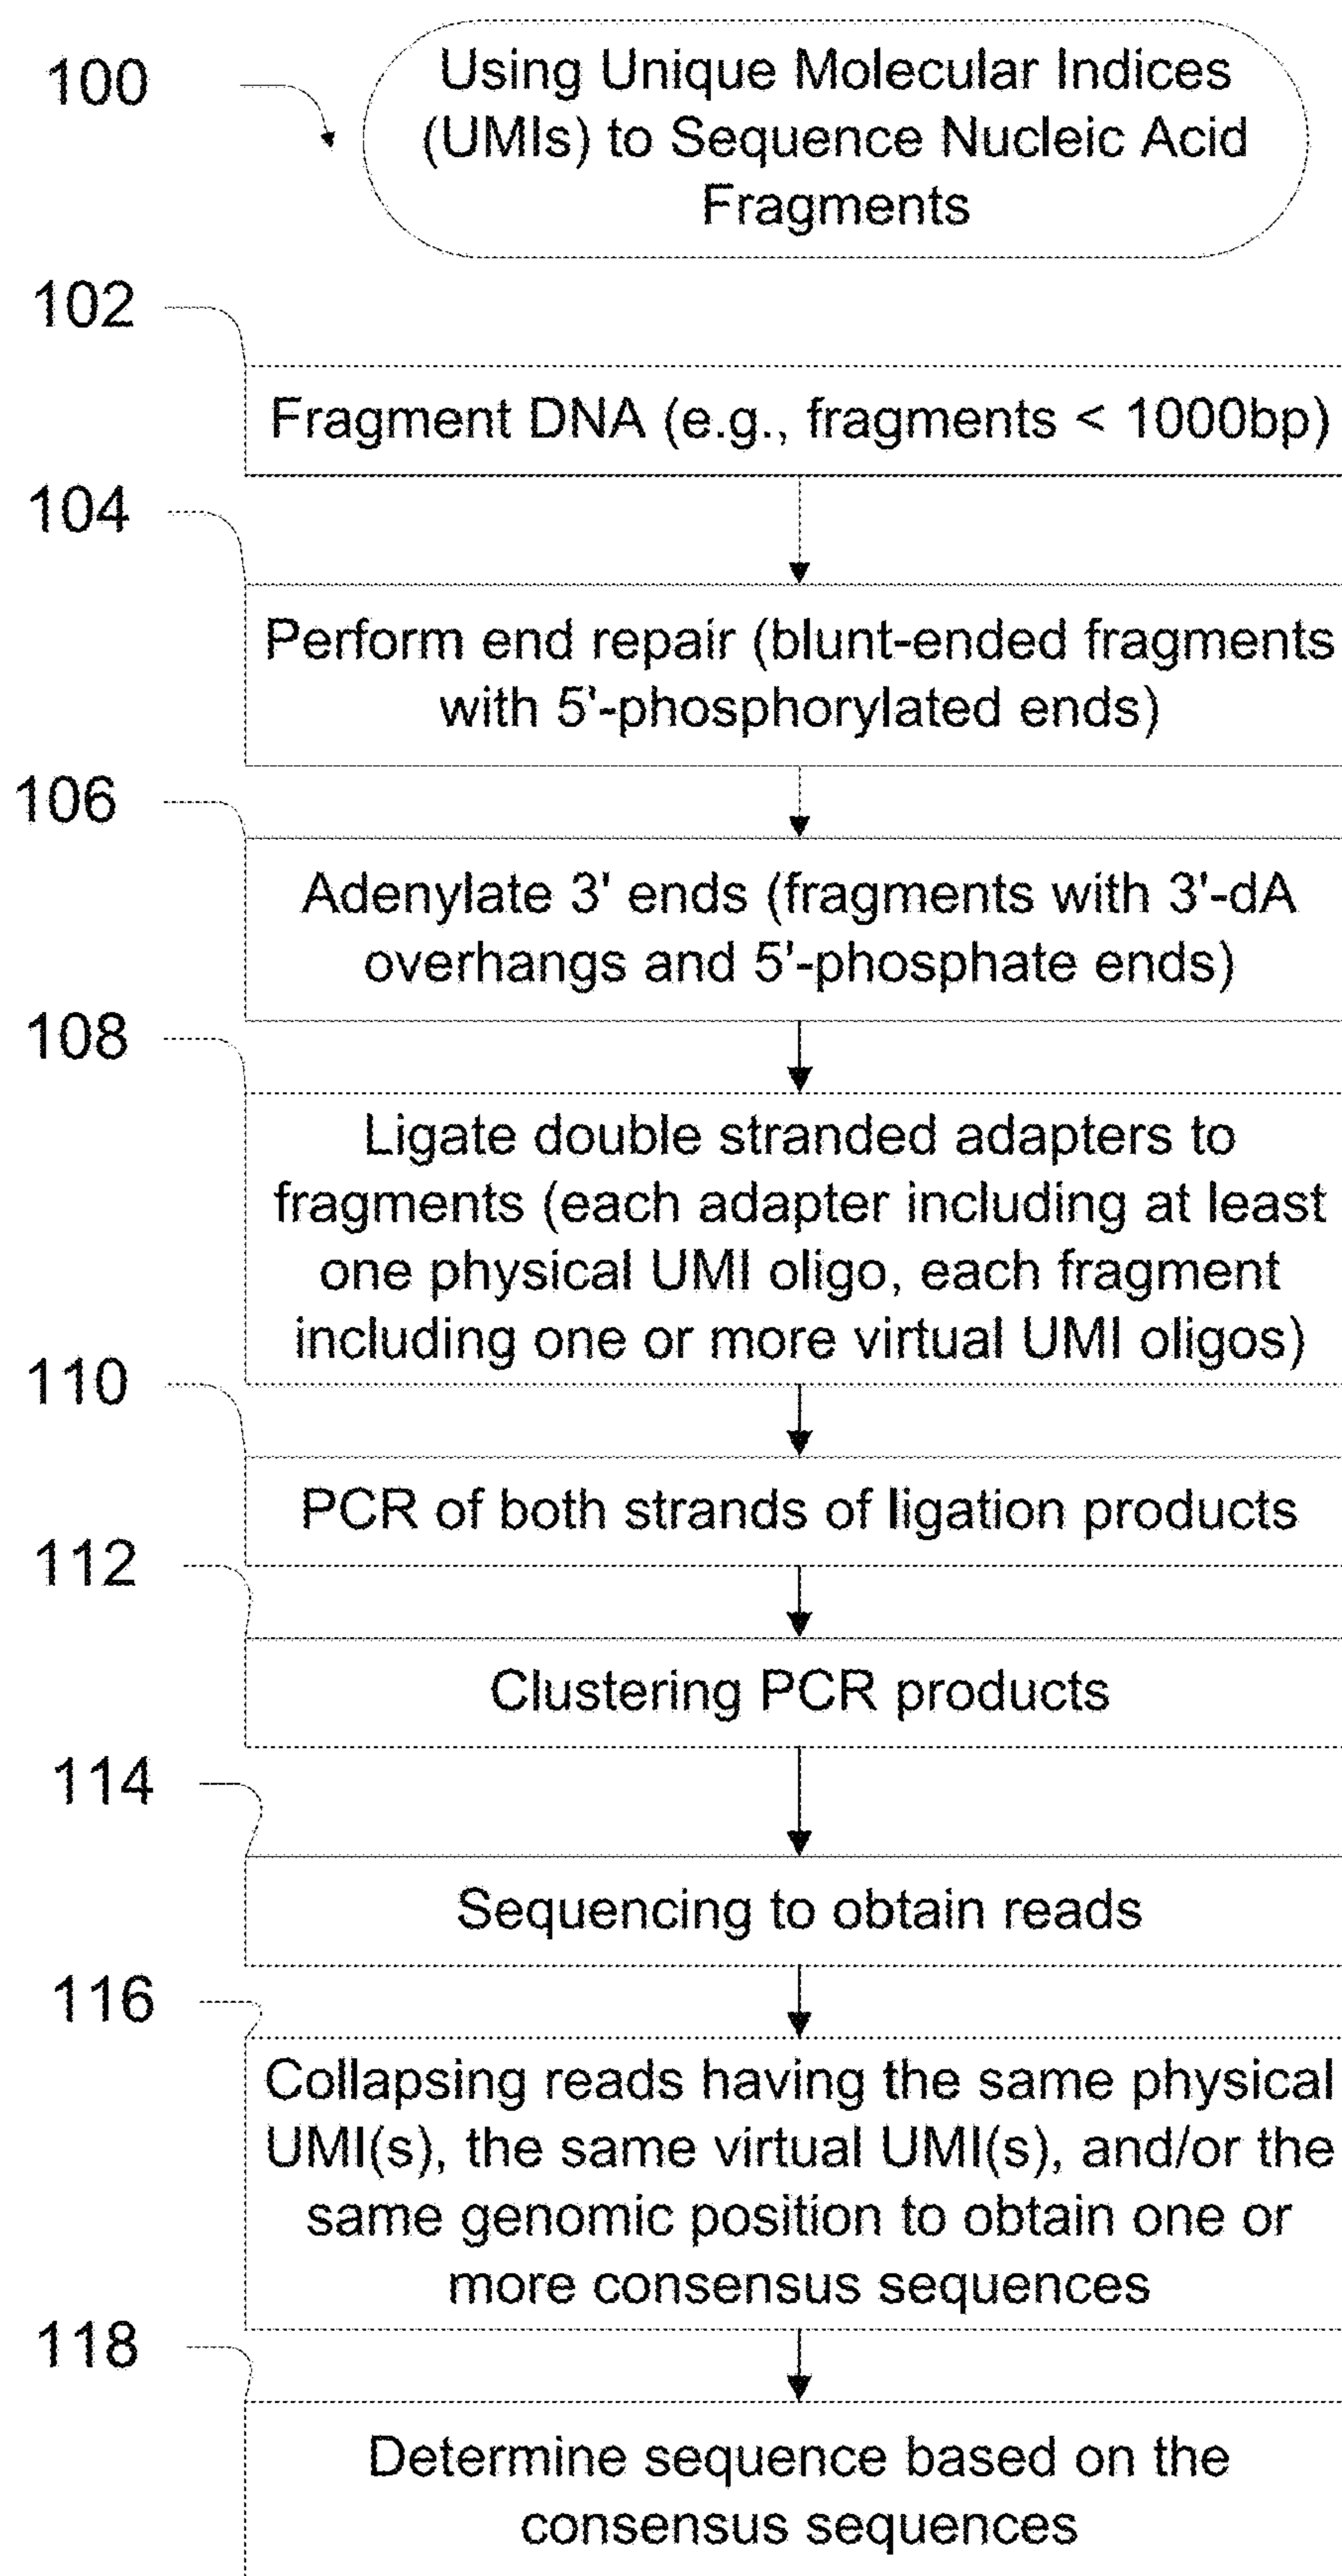 100
Using Unique Molecular Indices
(UMIs) to Sequence Nucleic Acid
Fragments
102
Fragment DNA (e.g., fragments < 1000bp)
104
Perform end repair (blunt-ended fragments
with 5'-phosphorylated ends)
106
Adenylate 3' ends (fragments with 3'-dA
overhangs and 5'-phosphate ends)
108
Ligate double stranded adapters to
fragments (each adapter including at least
one physical UMI oligo, each fragment
including one or more virtual UMI oligos)
110
PCR of both strands of ligation products
112
Clustering PCR products
114
Sequencing to obtain reads
116
Collapsing reads having the same physical
UMI(s), the same virtual UMI(s), and/or the
same genomic position to obtain one or
more consensus sequences
118
Determine sequence based on the
consensus sequences